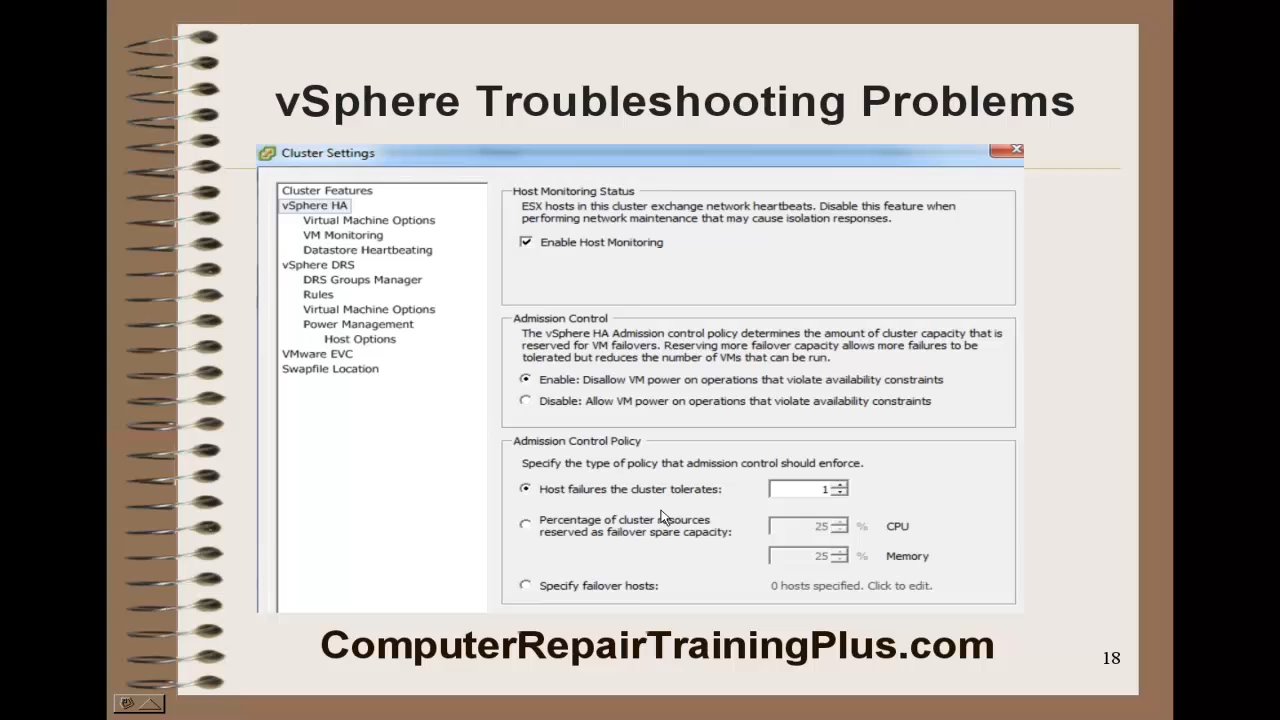 vSphere Troubleshooting Problems
Cluster Settings
Cluster Features
vSphere HA
Virtual Machine Options
VM Monitoring
Datastore Heartbeating
vSphere DRS
DRS Groups Manager
Rules
Virtual Machine Options
Power Management
Host Options
VMware EVC
Swapfile Location
Host Monitoring Status
ESX hosts in this cluster exchange network heartbeats. Disable this feature when
performing network maintenance that may cause isolation responses.
Enable Host Monitoring
Admission Control
The vSphere HA Admission control policy determines the amount of cluster capacity that is
reserved for VM failovers. Reserving more failover capacity allows more failures to be
tolerated but reduces the number of VMs that can be run.
Enable: Disallow VM power on operations that violate availability constraints
Disable: Allow VM power on operations that violate availability constraints
Admission Control Policy
Specify the type of policy that admission control should enforce.
Host failures the cluster tolerates: 1
Percentage of cluster resources
reserved as failover spare capacity:
25 % CPU
25 % Memory
Specify failover hosts: 0 hosts specified. Click to edit.
ComputerRepairTrainingPlus.com
18